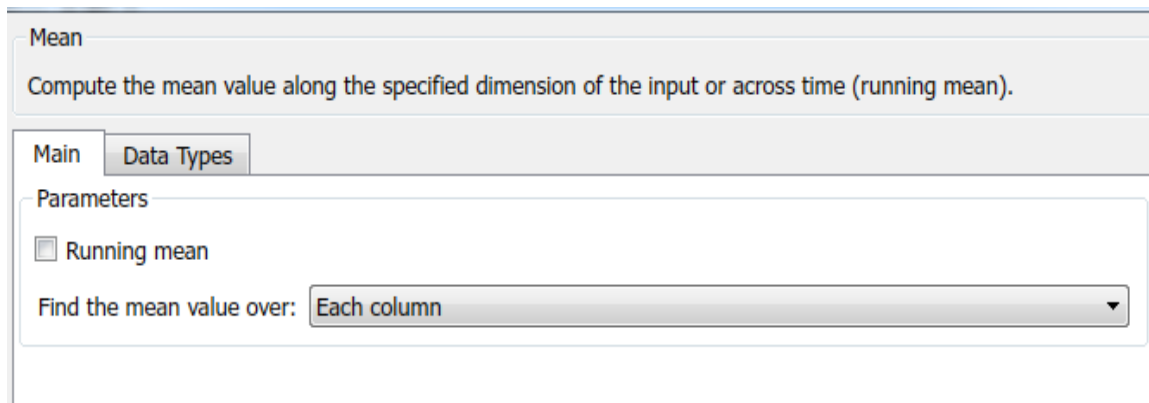 Mean
Compute the mean value along the specified dimension of the input or across time (running mean).
Main Data Types
Parameters
Running mean
Find the mean value over: Each column